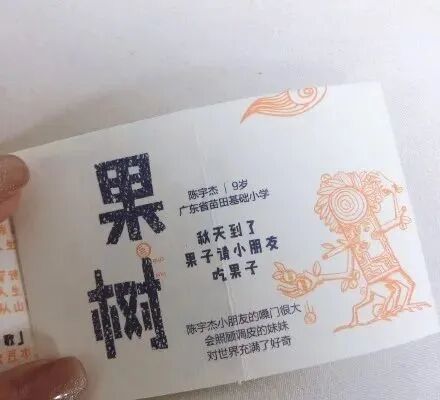 果树
陈宇杰 | 9岁
广东省苗田基础小学
秋天到了
果子请小朋友
吃果子
陈宇杰小朋友的嗓门很大
会照顾调皮的妹妹
对世界充满了好奇